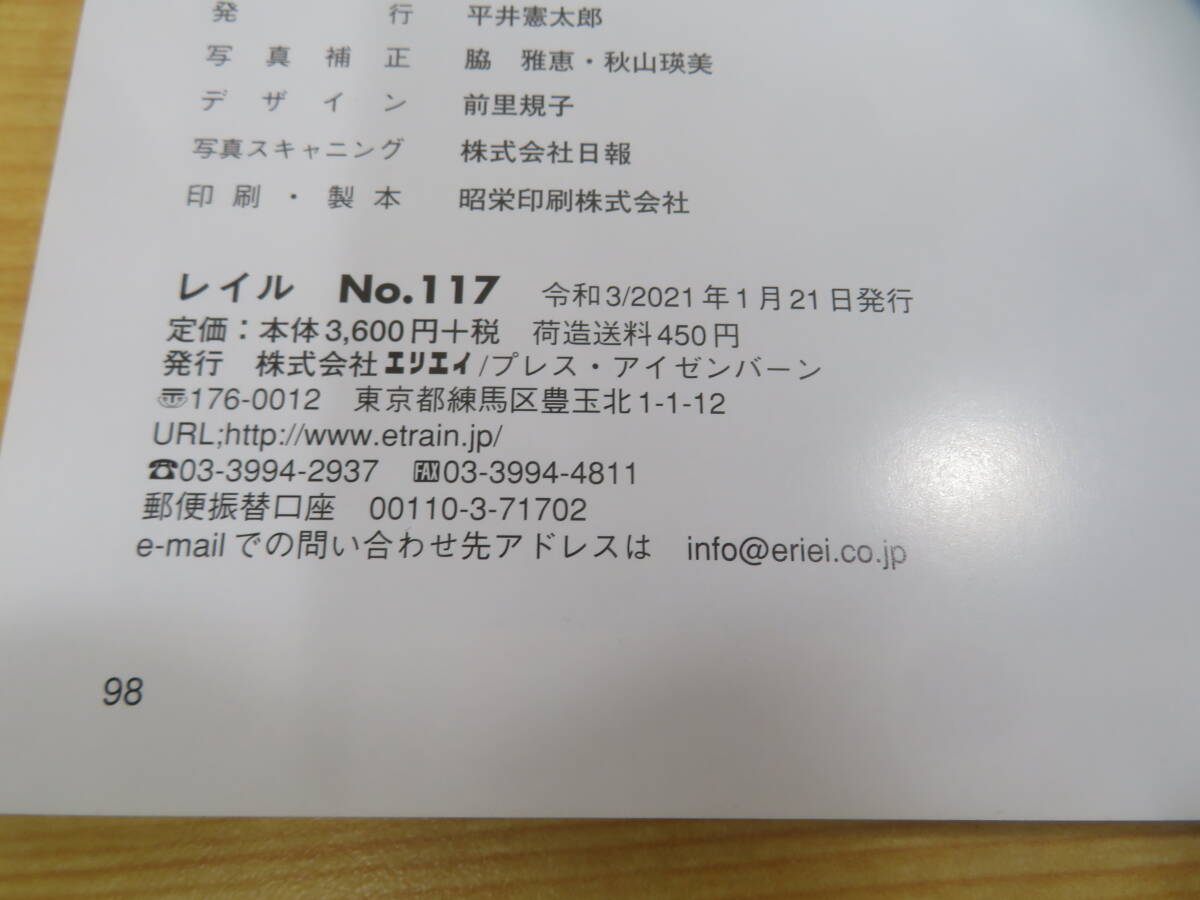 発行 平井憲太郎
写真補正 脇 雅恵・秋山瑛美
デザイン 前里規子
写真スキャニング 株式会社日報
印刷・製本 昭栄印刷株式会社
レイル No.117 令和3/2021年1月21日発行
定価：本体3,600円+税 荷造送料450円
発行 株式会社エリエイ/プレス・アイゼンバーン
〠176-0012 東京都練馬区豊玉北1-1-12
URL;http://www.etrain.jp/
☎03-3994-2937 FAX03-3994-4811
郵便振替口座 00110-3-71702
e-mailでの問い合わせ先アドレスは info@eriei.co.jp
98